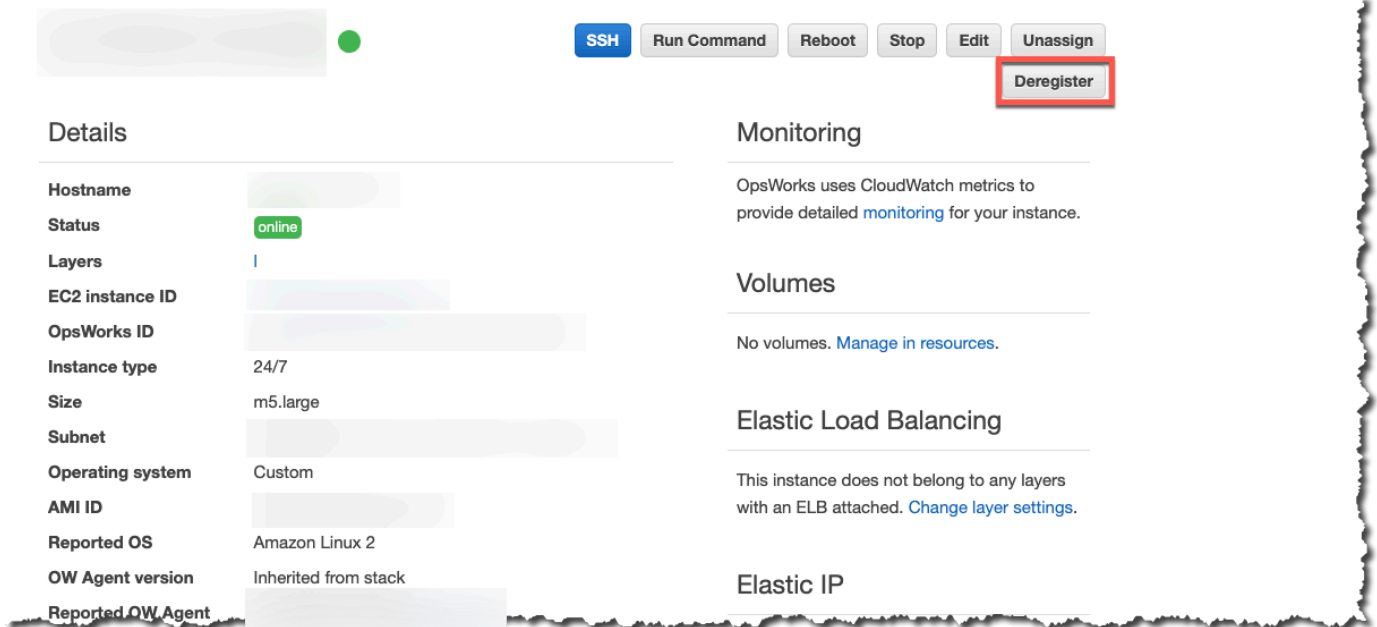 SSH Run Command Reboot Stop Edit Unassign
Deregister
Details
Hostname
Status online
Layers l
EC2 instance ID
OpsWorks ID
Instance type 24/7
Size m5.large
Subnet
Operating system Custom
AMI ID
Reported OS Amazon Linux 2
OW Agent version Inherited from stack
Reported OW Agent
Monitoring
OpsWorks uses CloudWatch metrics to
provide detailed monitoring for your instance.
Volumes
No volumes. Manage in resources.
Elastic Load Balancing
This instance does not belong to any layers
with an ELB attached. Change layer settings.
Elastic IP